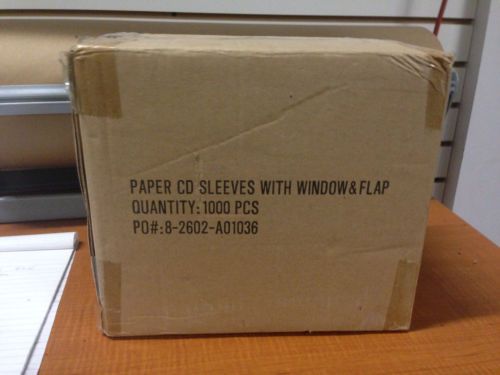 PAPER CD SLEEVES WITH WINDOW&FLAP
QUANTITY:1000 PCS
PO#:8-2602-A01036